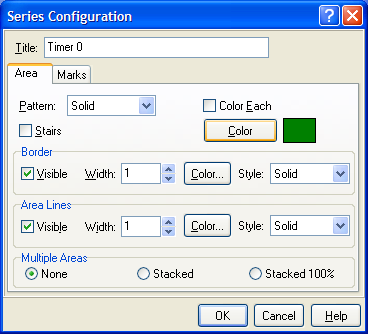 Series Configuration
Title: Timer 0
Area Marks
Pattern: Solid Color Each
Stairs Color
Border
Visible Width: 1 Color... Style: Solid
Area Lines
Visible Width: 1 Color... Style: Solid
Multiple Areas
None Stacked Stacked 100%
OK Cancel Help